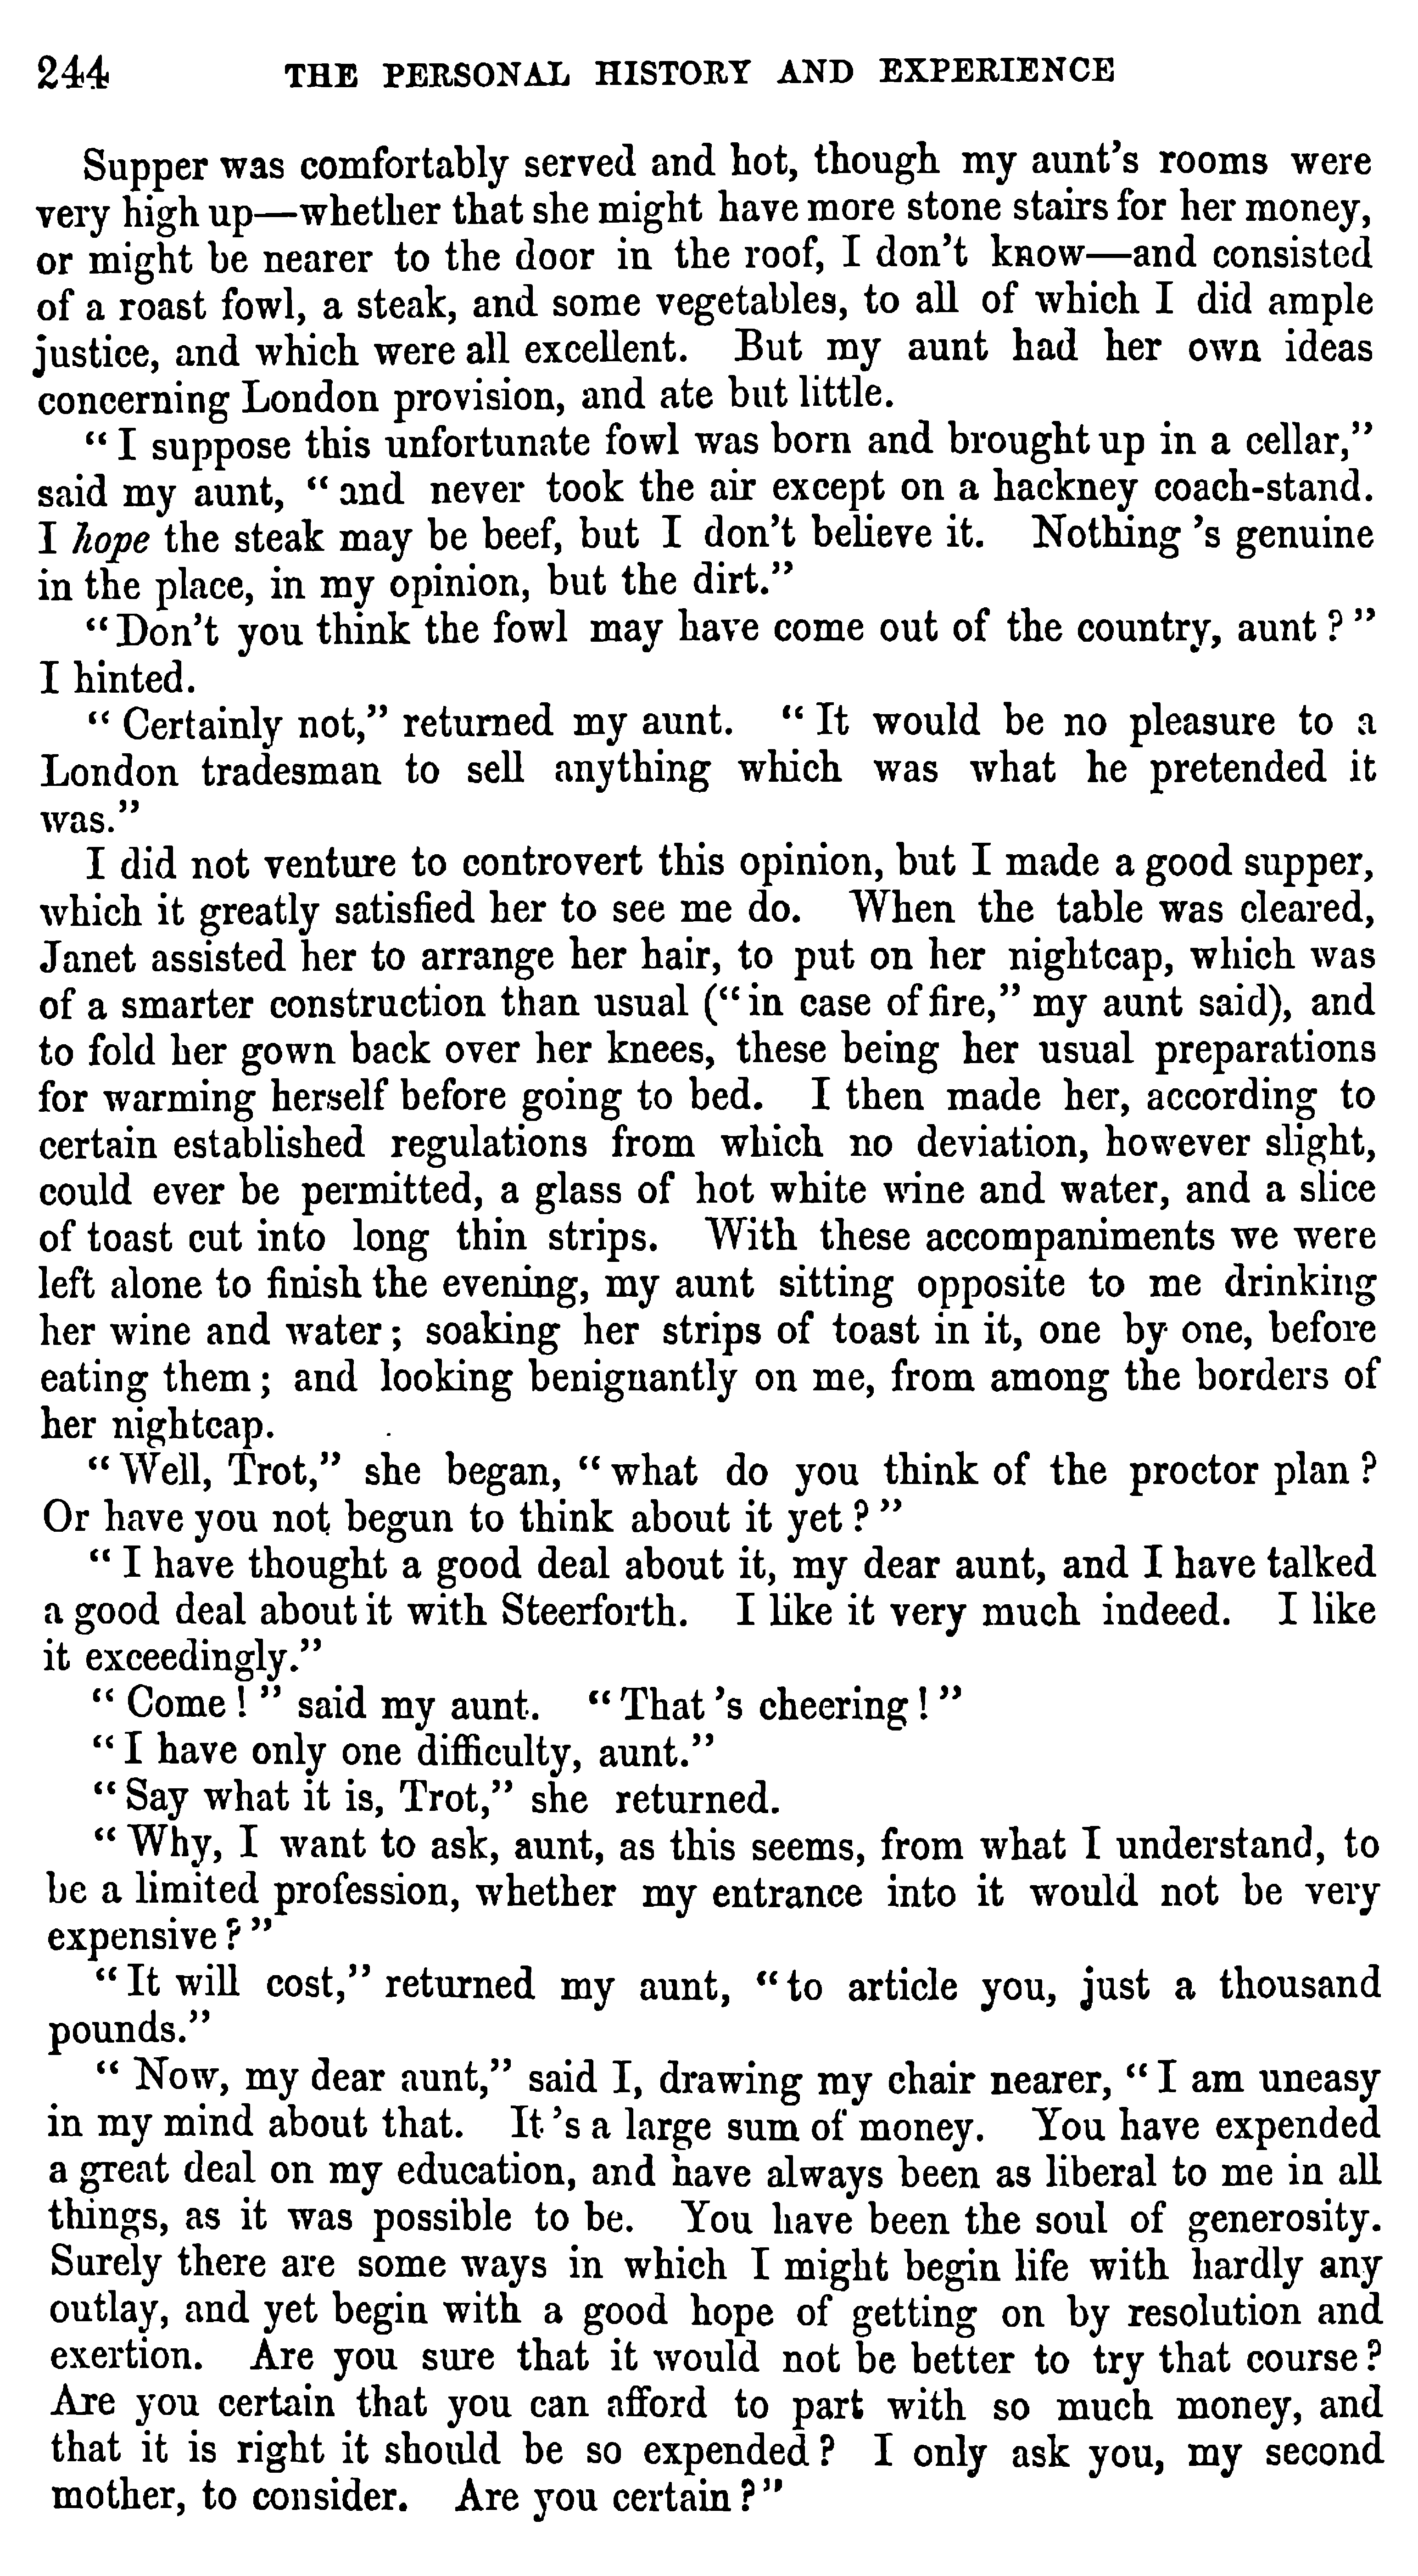 244 THE PERSONAL HISTORY AND EXPERIENCE
Supper was comfortably served and hot, though my aunt's rooms were
very high up—whether that she might have more stone stairs for her money,
or might be nearer to the door in the roof, I don't know—and consisted
of a roast fowl, a steak, and some vegetables, to all of which I did ample
justice, and which were all excellent. But my aunt had her own ideas
concerning London provision, and ate but little.
"I suppose this unfortunate fowl was born and brought up in a cellar,"
said my aunt, "and never took the air except on a hackney coach-stand.
I hope the steak may be beef, but I don't believe it. Nothing 's genuine
in the place, in my opinion, but the dirt."
"Don't you think the fowl may have come out of the country, aunt?"
I hinted.
"Certainly not," returned my aunt. "It would be no pleasure to a
London tradesman to sell anything which was what he pretended it
was."
I did not venture to controvert this opinion, but I made a good supper,
which it greatly satisfied her to see me do. When the table was cleared,
Janet assisted her to arrange her hair, to put on her nightcap, which was
of a smarter construction than usual ("in case of fire," my aunt said), and
to fold her gown back over her knees, these being her usual preparations
for warming herself before going to bed. I then made her, according to
certain established regulations from which no deviation, however slight,
could ever be permitted, a glass of hot white wine and water, and a slice
of toast cut into long thin strips. With these accompaniments we were
left alone to finish the evening, my aunt sitting opposite to me drinking
her wine and water; soaking her strips of toast in it, one by one, before
eating them; and looking benignantly on me, from among the borders of
her nightcap.
"Well, Trot," she began, "what do you think of the proctor plan?
Or have you not begun to think about it yet?"
"I have thought a good deal about it, my dear aunt, and I have talked
a good deal about it with Steerforth. I like it very much indeed. I like
it exceedingly."
"Come!" said my aunt. "That 's cheering!"
"I have only one difficulty, aunt."
"Say what it is, Trot," she returned.
"Why, I want to ask, aunt, as this seems, from what I understand, to
be a limited profession, whether my entrance into it would not be very
expensive?"
"It will cost," returned my aunt, "to article you, just a thousand
pounds."
"Now, my dear aunt," said I, drawing my chair nearer, "I am uneasy
in my mind about that. It 's a large sum of money. You have expended
a great deal on my education, and have always been as liberal to me in all
things, as it was possible to be. You have been the soul of generosity.
Surely there are some ways in which I might begin life with hardly any
outlay, and yet begin with a good hope of getting on by resolution and
exertion. Are you sure that it would not be better to try that course?
Are you certain that you can afford to part with so much money, and
that it is right it should be so expended? I only ask you, my second
mother, to consider. Are you certain?"